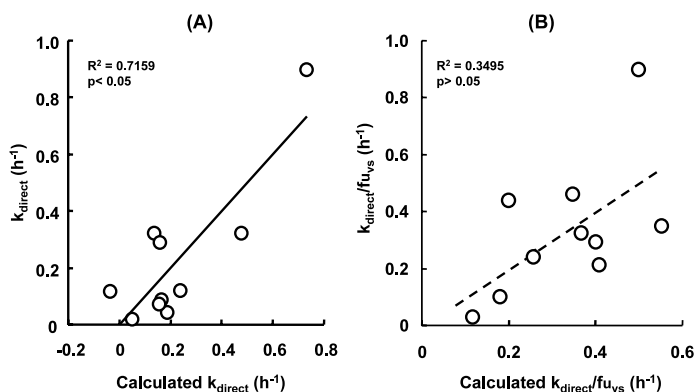 (A)
R² = 0.7159
p< 0.05
1.0
0.8
0.6
0.4
0.2
0
-0.2 0 0.2 0.4 0.6 0.8
k_direct (h⁻¹)
Calculated k_direct (h⁻¹)
(B)
R² = 0.3495
p> 0.05
1.0
0.8
0.6
0.4
0.2
0
0 0.2 0.4 0.6
k_direct/fu_vs (h⁻¹)
Calculated k_direct/fu_vs (h⁻¹)